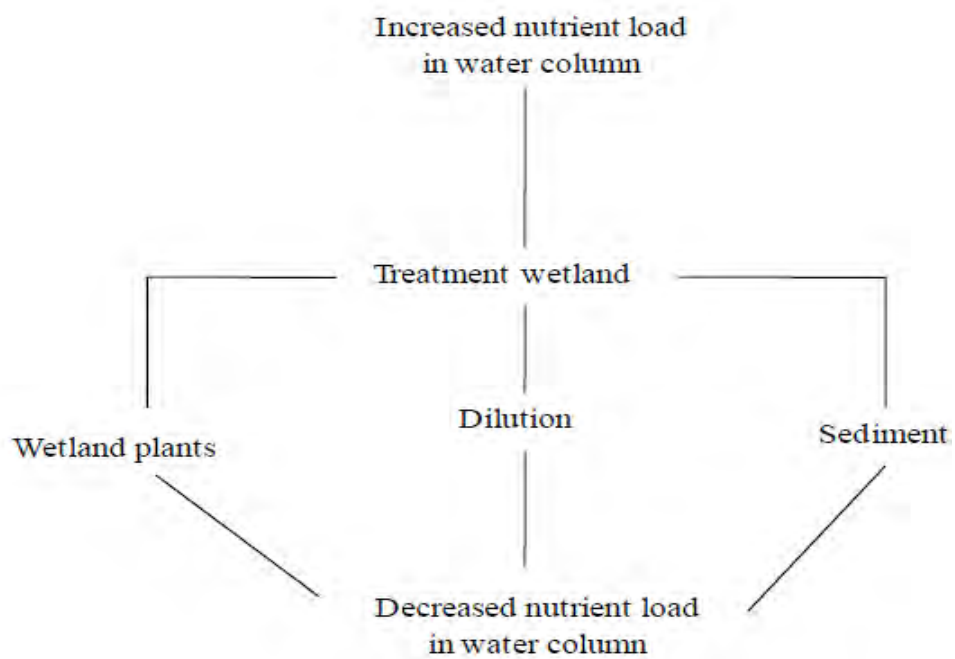 Increased nutrient load
in water column
Treatment wetland
Dilution
Wetland plants
Sediment
Decreased nutrient load
in water column